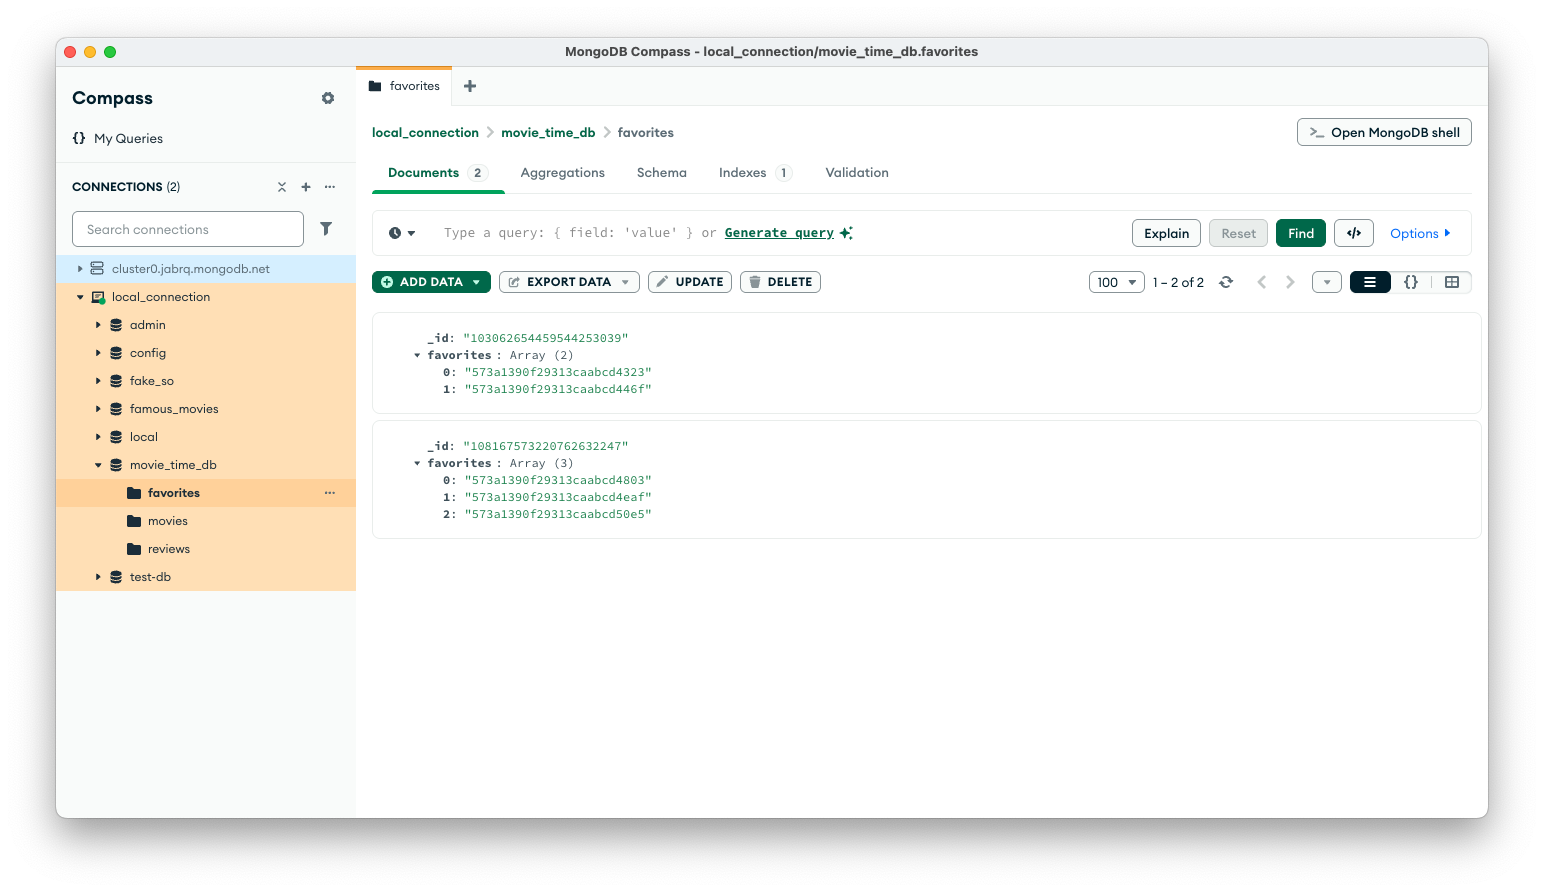 MongoDB Compass - local_connection/movie_time_db.favorites
Compass
{} My Queries
CONNECTIONS (2)
Search connections
cluster0.jabrq.mongodb.net
local_connection
admin
config
fake_so
famous_movies
local
movie_time_db
favorites
movies
reviews
test-db
favorites
local_connection > movie_time_db > favorites
>_ Open MongoDB shell
Documents 2 Aggregations Schema Indexes 1 Validation
Type a query: { field: 'value' } or Generate query
Explain Reset Find </> Options
ADD DATA EXPORT DATA UPDATE DELETE
100 1 – 2 of 2 {}
_id: "103062654459544253039"
favorites : Array (2)
0: "573a1390f29313caabcd4323"
1: "573a1390f29313caabcd446f"
_id: "108167573220762632247"
favorites : Array (3)
0: "573a1390f29313caabcd4803"
1: "573a1390f29313caabcd4eaf"
2: "573a1390f29313caabcd50e5"